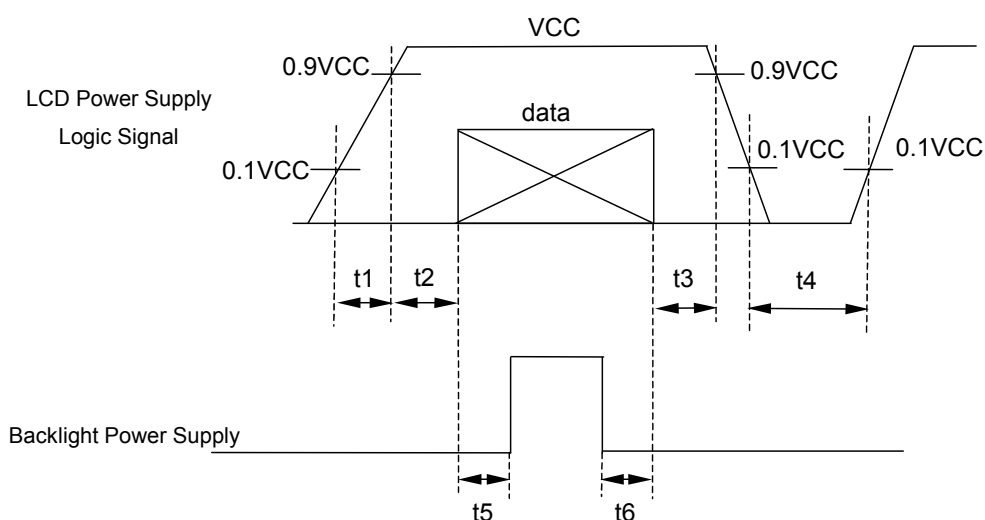 VCC
0.9VCC
0.9VCC
LCD Power Supply
Logic Signal
data
0.1VCC
0.1VCC
0.1VCC
t1
t2
t3
t4
Backlight Power Supply
t5
t6